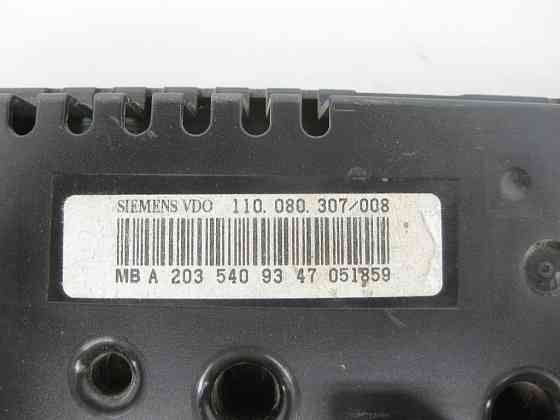 SIEMENS VDO 110.080.307/008
MB A 203 540 93 47 051859